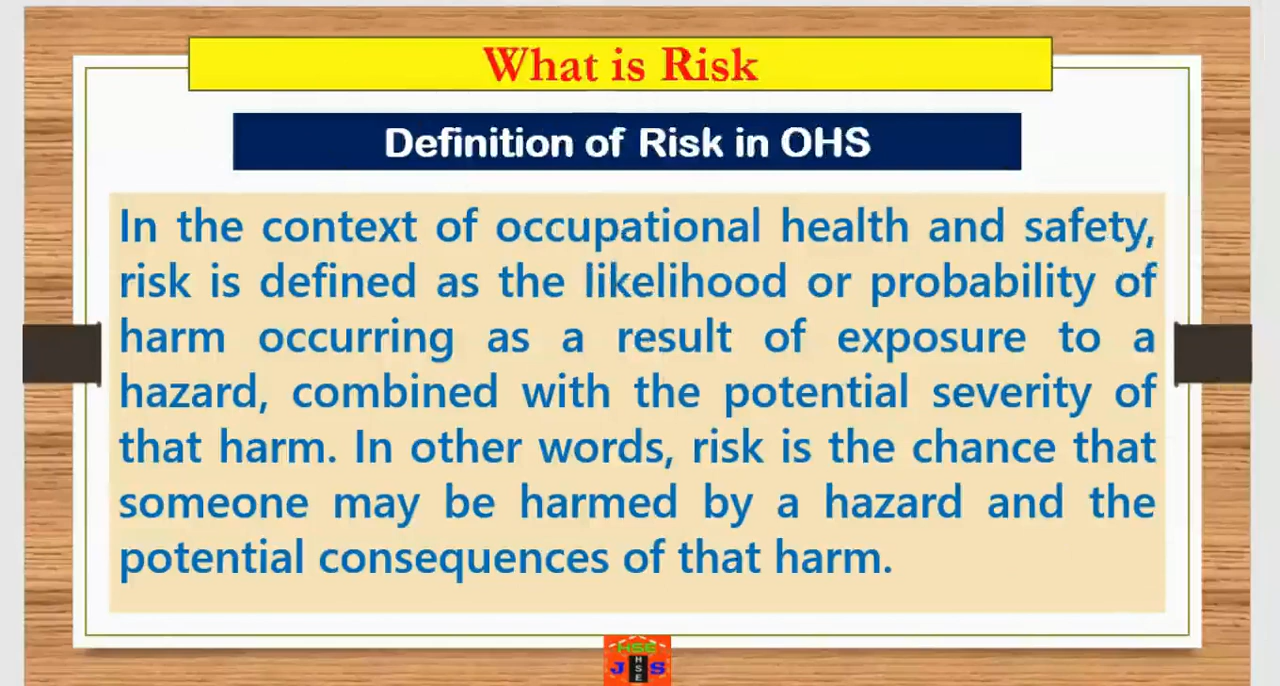 What is Risk
Definition of Risk in OHS
In the context of occupational health and safety,
risk is defined as the likelihood or probability of
harm occurring as a result of exposure to a
hazard, combined with the potential severity of
that harm. In other words, risk is the chance that
someone may be harmed by a hazard and the
potential consequences of that harm.
HSE
J HSE S